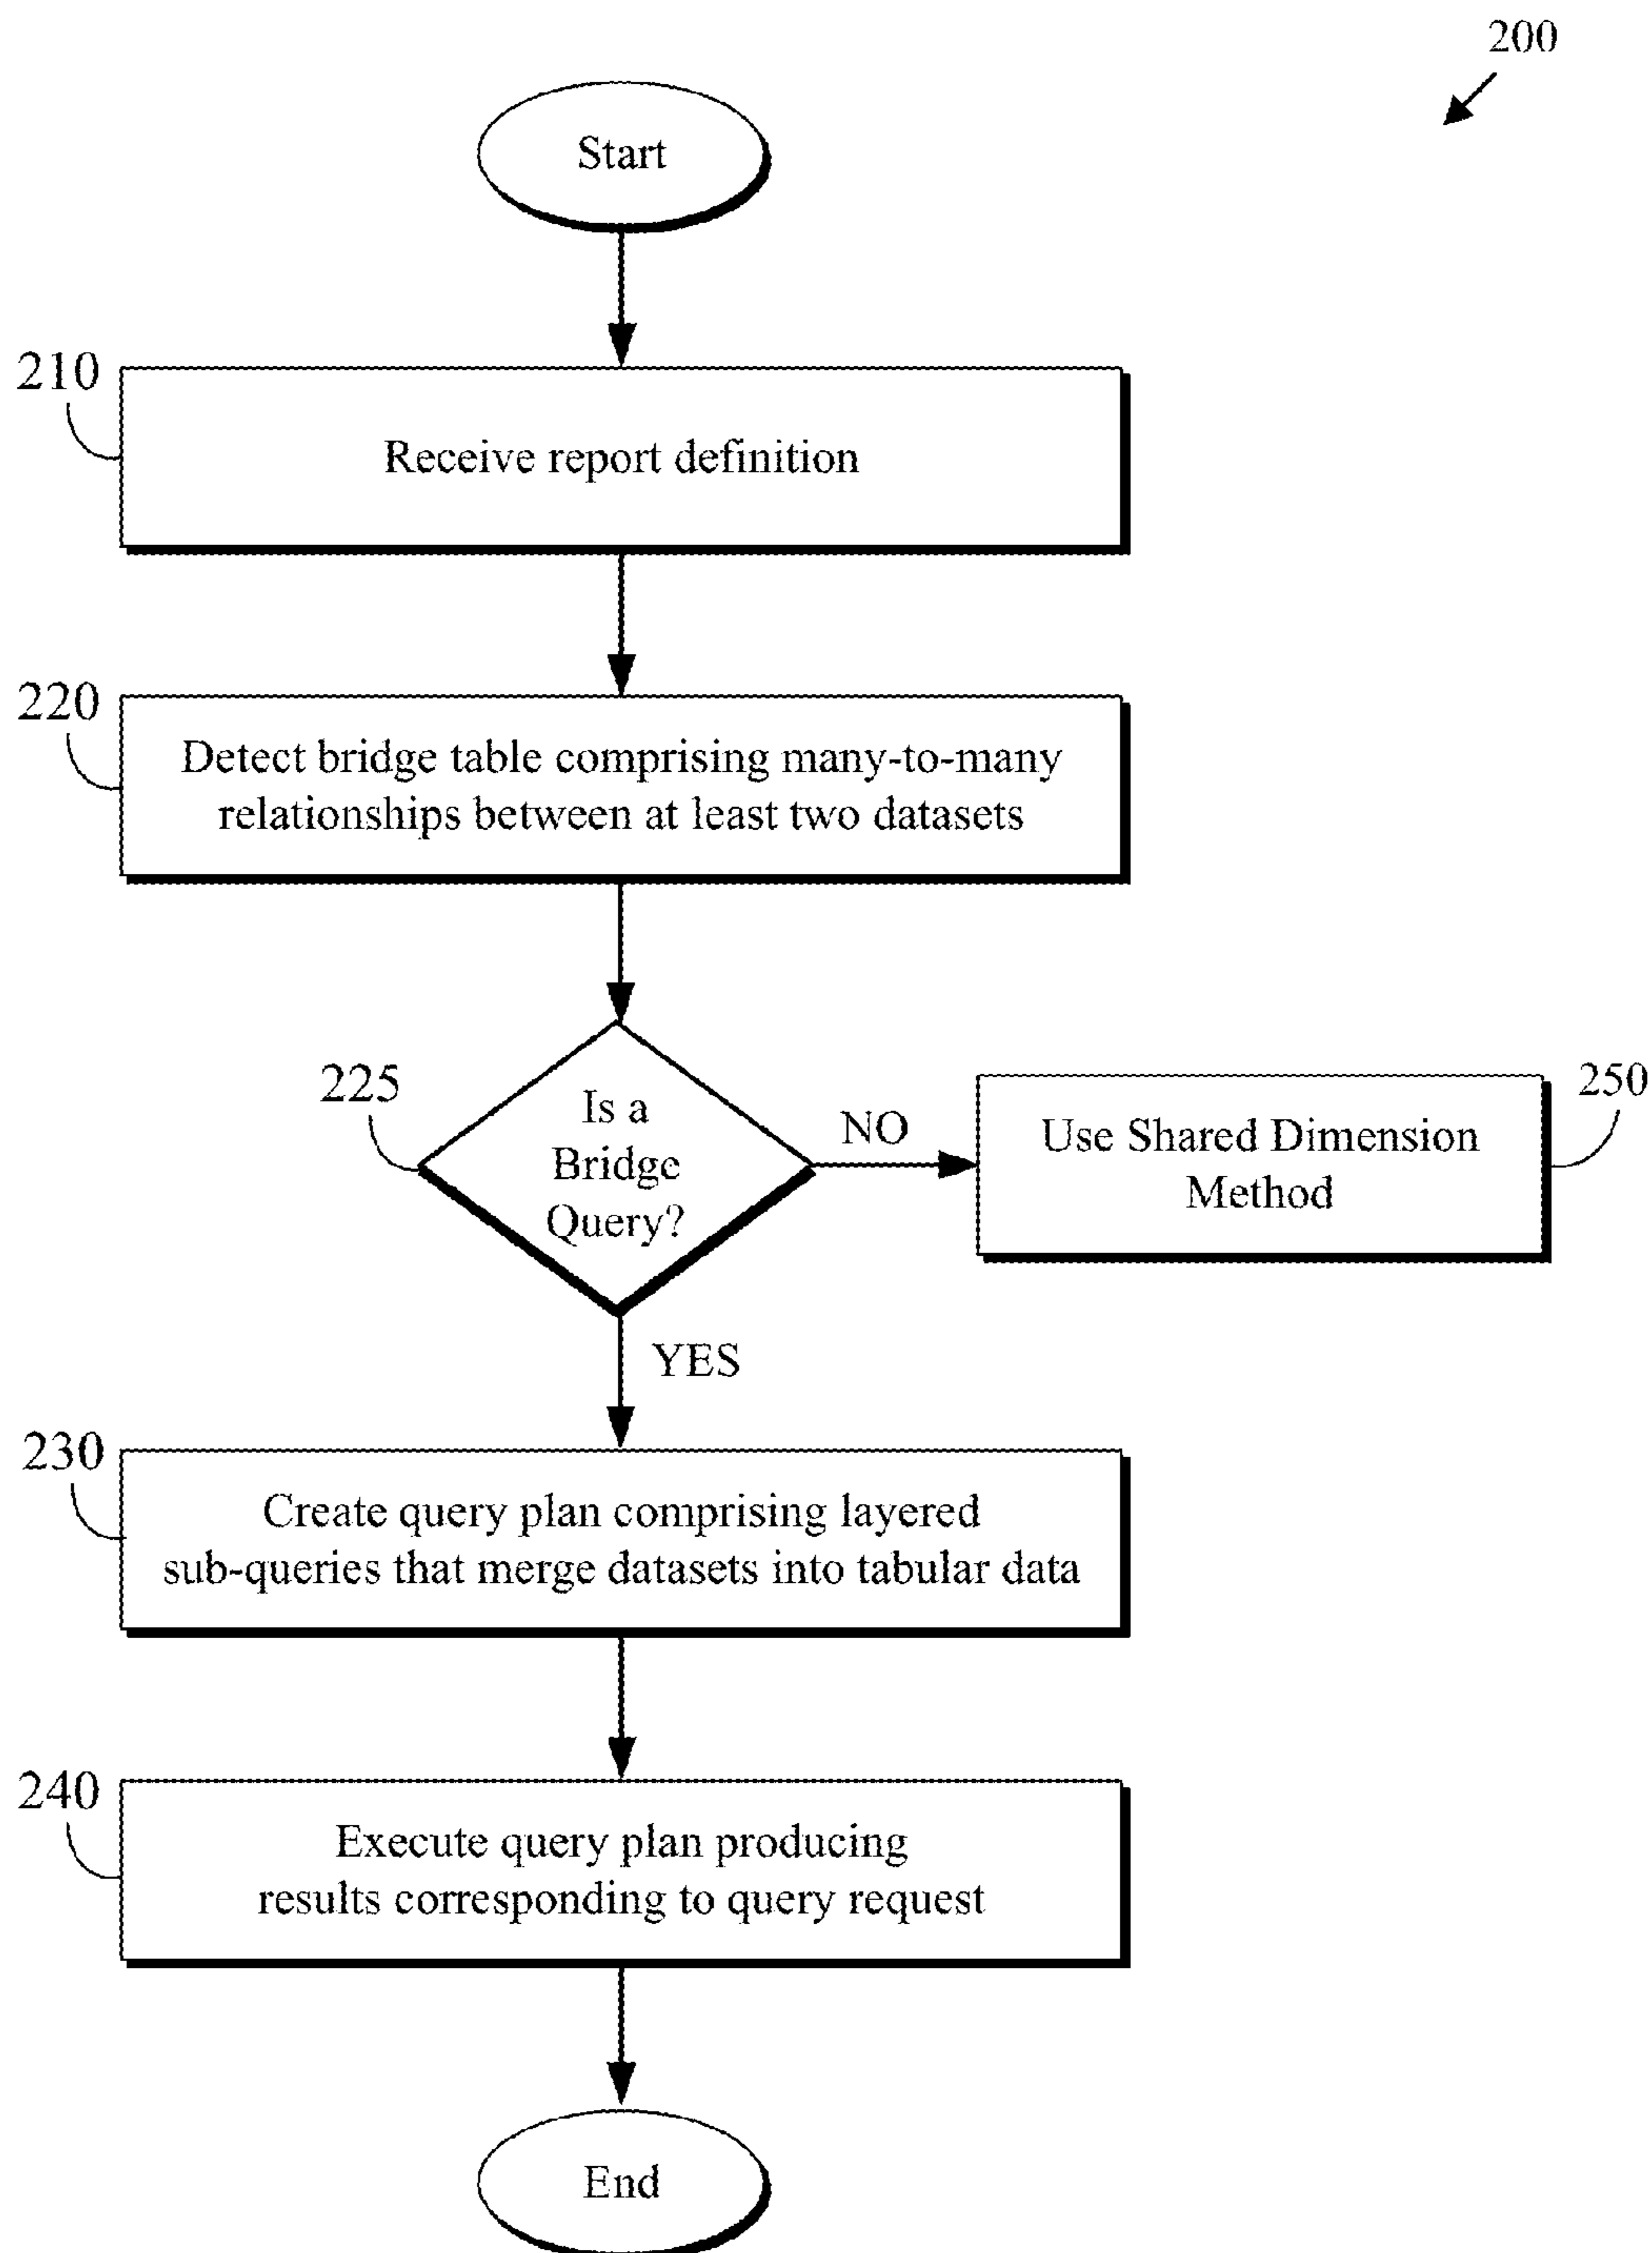 200
Start
210
Receive report definition
220
Detect bridge table comprising many-to-many
relationships between at least two datasets
225
Is a
Bridge
Query?
NO
250
Use Shared Dimension
Method
YES
230
Create query plan comprising layered
sub-queries that merge datasets into tabular data
240
Execute query plan producing
results corresponding to query request
End